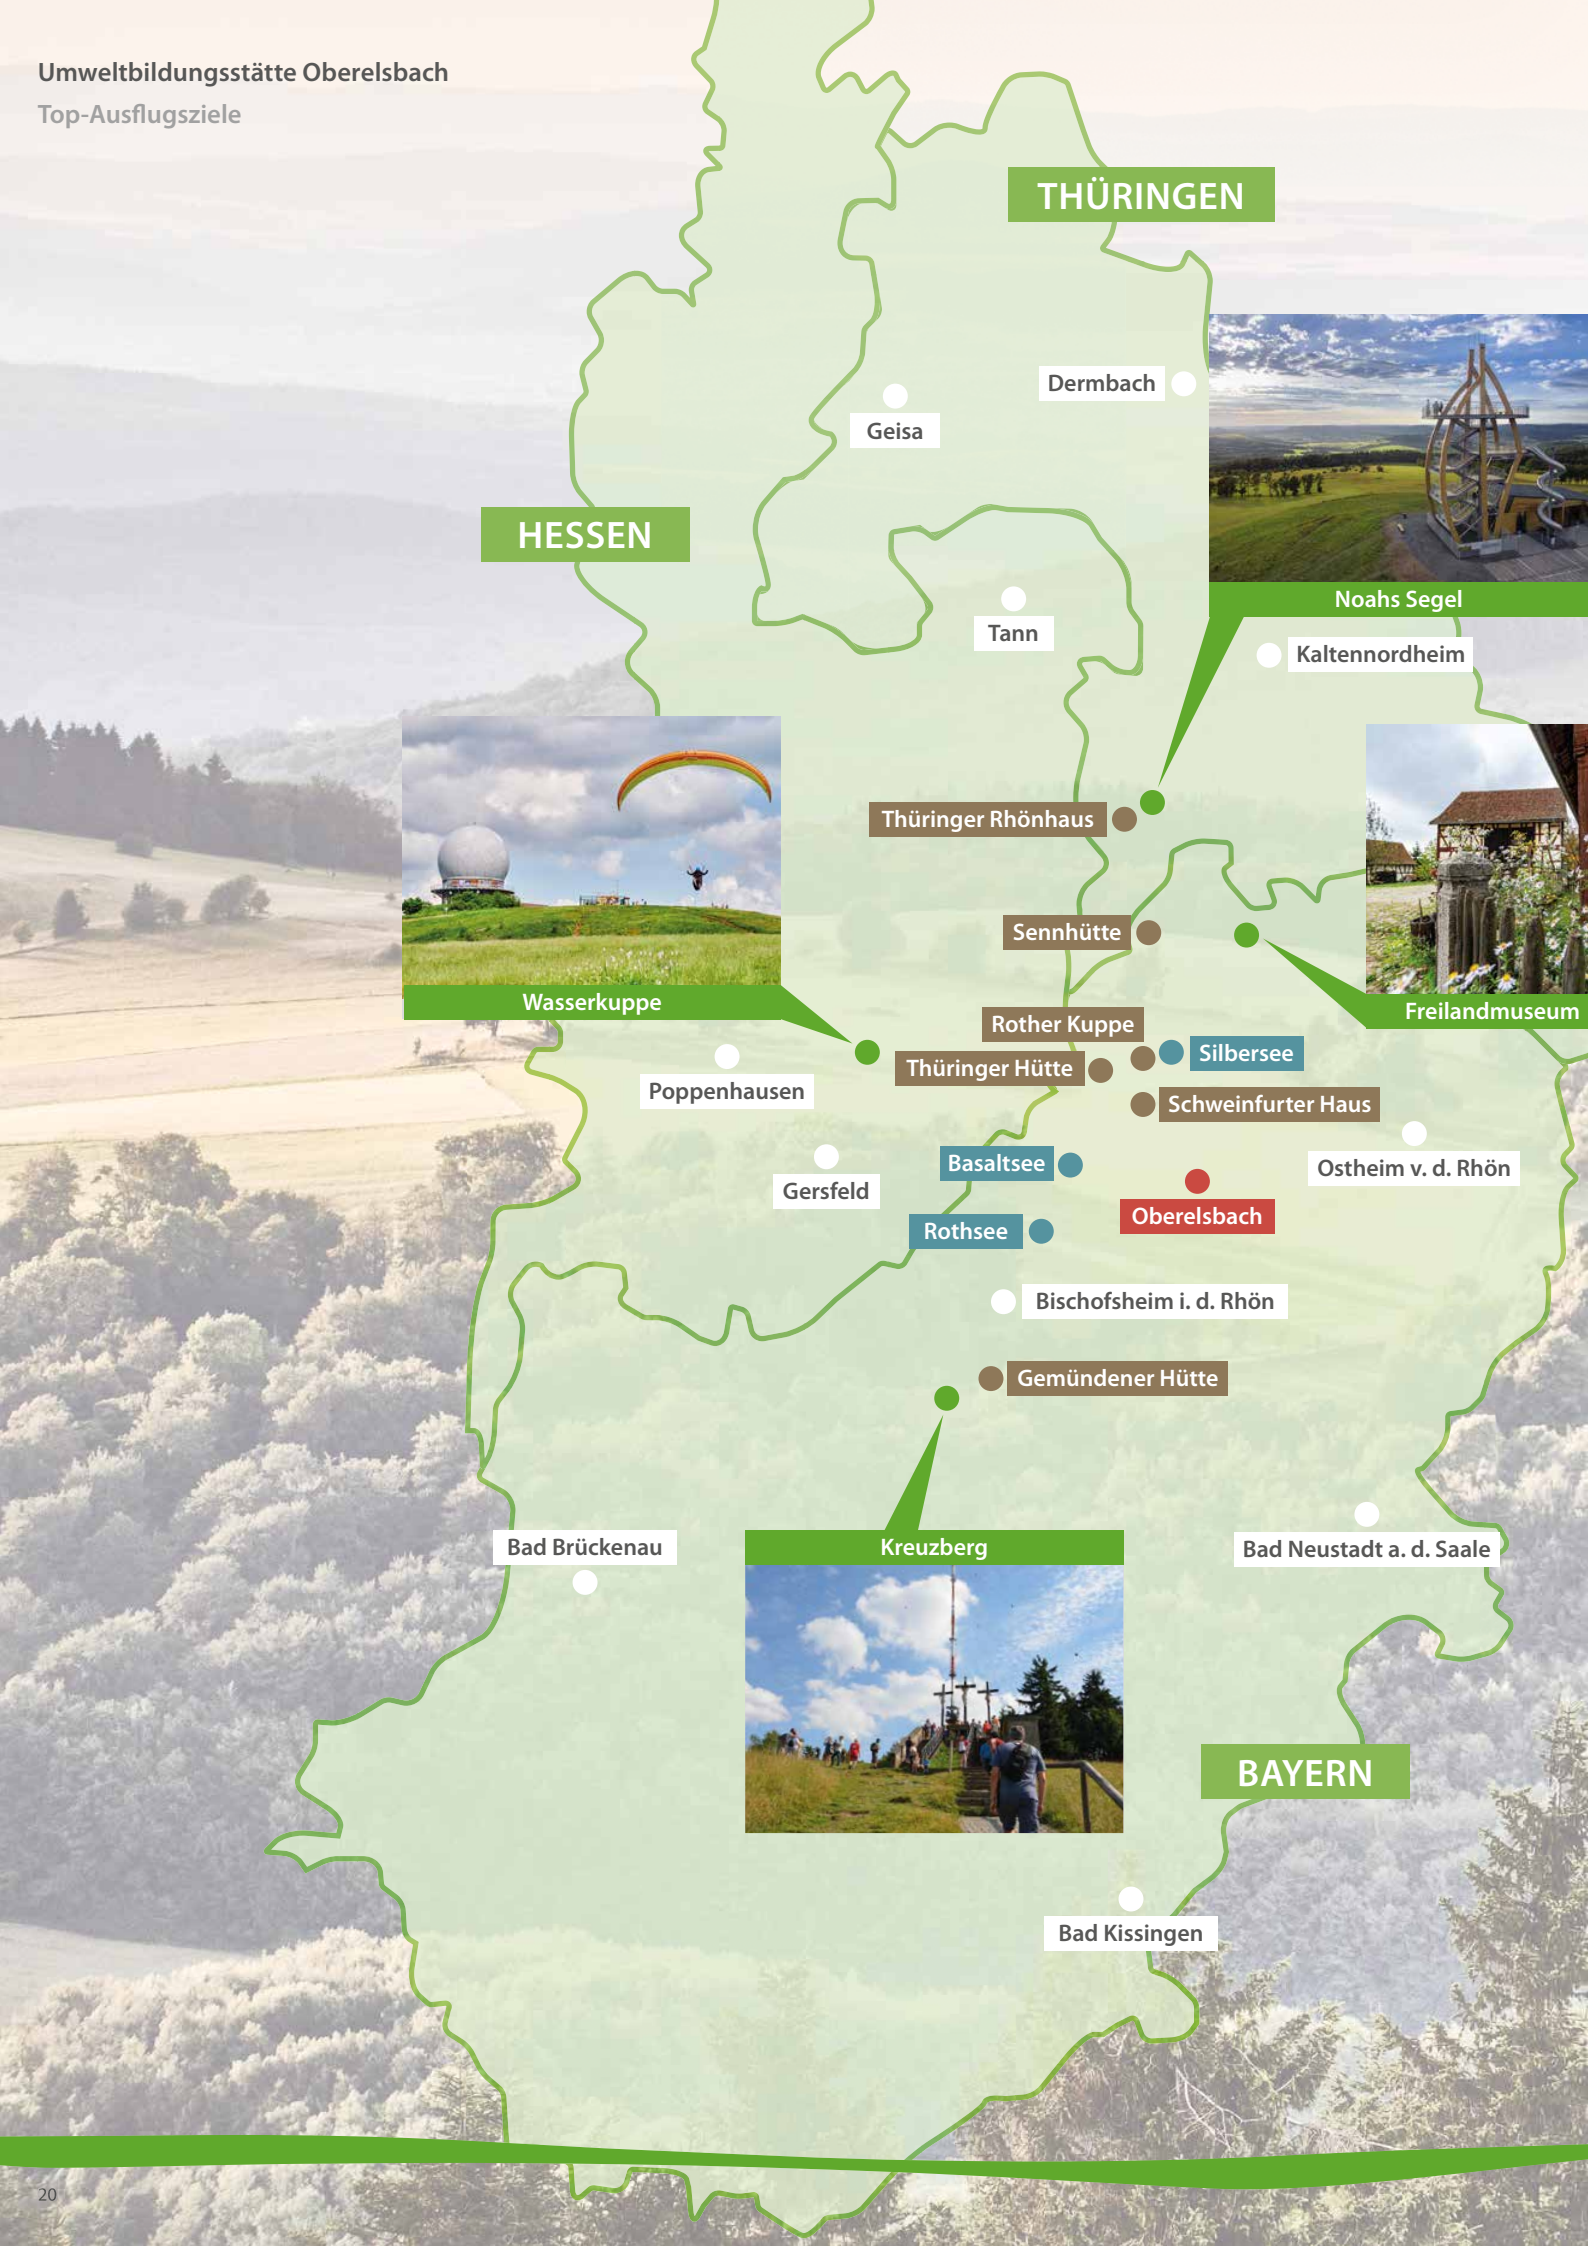 Umweltbildungsstätte Oberelsbach
Top-Ausflugsziele
THÜRINGEN
Dermbach
Geisa
HESSEN
Noahs Segel
Tann
Kaltennordheim
Thüringer Rhönhaus
Sennhütte
Wasserkuppe
Freilandmuseum
Rother Kuppe
Silbersee
Thüringer Hütte
Poppenhausen
Schweinfurter Haus
Basaltsee
Ostheim v. d. Rhön
Gersfeld
Oberelsbach
Rothsee
Bischofsheim i. d. Rhön
Gemündener Hütte
Bad Brückenau
Kreuzberg
Bad Neustadt a. d. Saale
BAYERN
Bad Kissingen
20